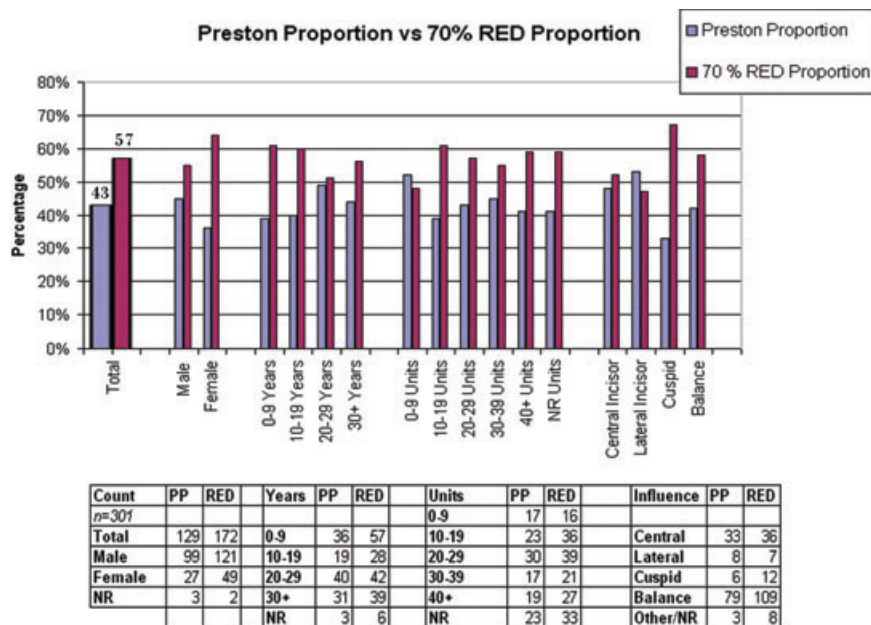 Preston Proportion vs 70% RED Proportion
Preston Proportion
70 % RED Proportion
Percentage
80%
70%
60%
50%
40%
30%
20%
10%
0%
43
57
Total
Male
Female
0-9 Years
10-19 Years
20-29 Years
30+ Years
0-9 Units
10-19 Units
20-29 Units
30-39 Units
40+ Units
NR Units
Central Incisor
Lateral Incisor
Cuspid
Balance
Count PP RED Years PP RED Units PP RED Influence PP RED
n=301 0-9 17 16
Total 129 172 0-9 36 57 10-19 23 36 Central 33 36
Male 99 121 10-19 19 28 20-29 30 39 Lateral 8 7
Female 27 49 20-29 40 42 30-39 17 21 Cuspid 6 12
NR 3 2 30+ 31 39 40+ 19 27 Balance 79 109
NR 3 6 NR 23 33 Other/NR 3 8